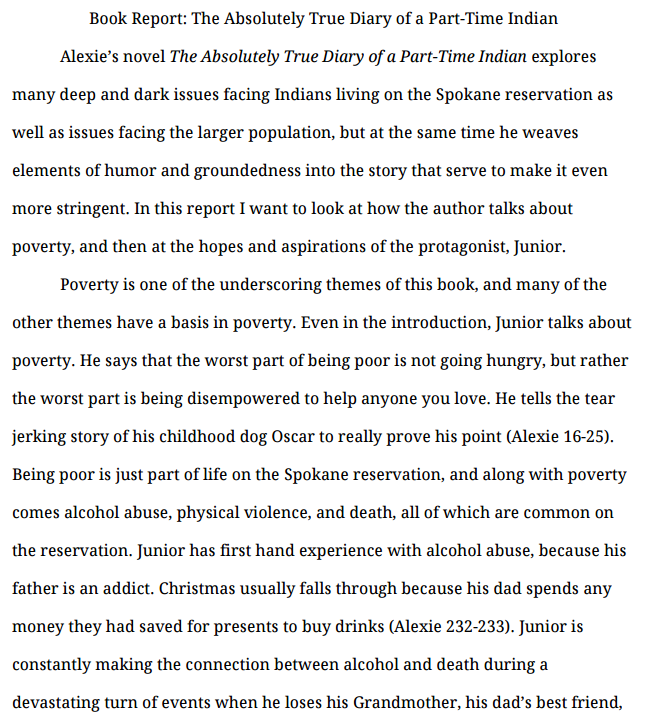 Book Report: The Absolutely True Diary of a Part-Time Indian
Alexie’s novel The Absolutely True Diary of a Part-Time Indian explores
many deep and dark issues facing Indians living on the Spokane reservation as
well as issues facing the larger population, but at the same time he weaves
elements of humor and groundedness into the story that serve to make it even
more stringent. In this report I want to look at how the author talks about
poverty, and then at the hopes and aspirations of the protagonist, Junior.
Poverty is one of the underscoring themes of this book, and many of the
other themes have a basis in poverty. Even in the introduction, Junior talks about
poverty. He says that the worst part of being poor is not going hungry, but rather
the worst part is being disempowered to help anyone you love. He tells the tear
jerking story of his childhood dog Oscar to really prove his point (Alexie 16-25).
Being poor is just part of life on the Spokane reservation, and along with poverty
comes alcohol abuse, physical violence, and death, all of which are common on
the reservation. Junior has first hand experience with alcohol abuse, because his
father is an addict. Christmas usually falls through because his dad spends any
money they had saved for presents to buy drinks (Alexie 232-233). Junior is
constantly making the connection between alcohol and death during a
devastating turn of events when he loses his Grandmother, his dad’s best friend,